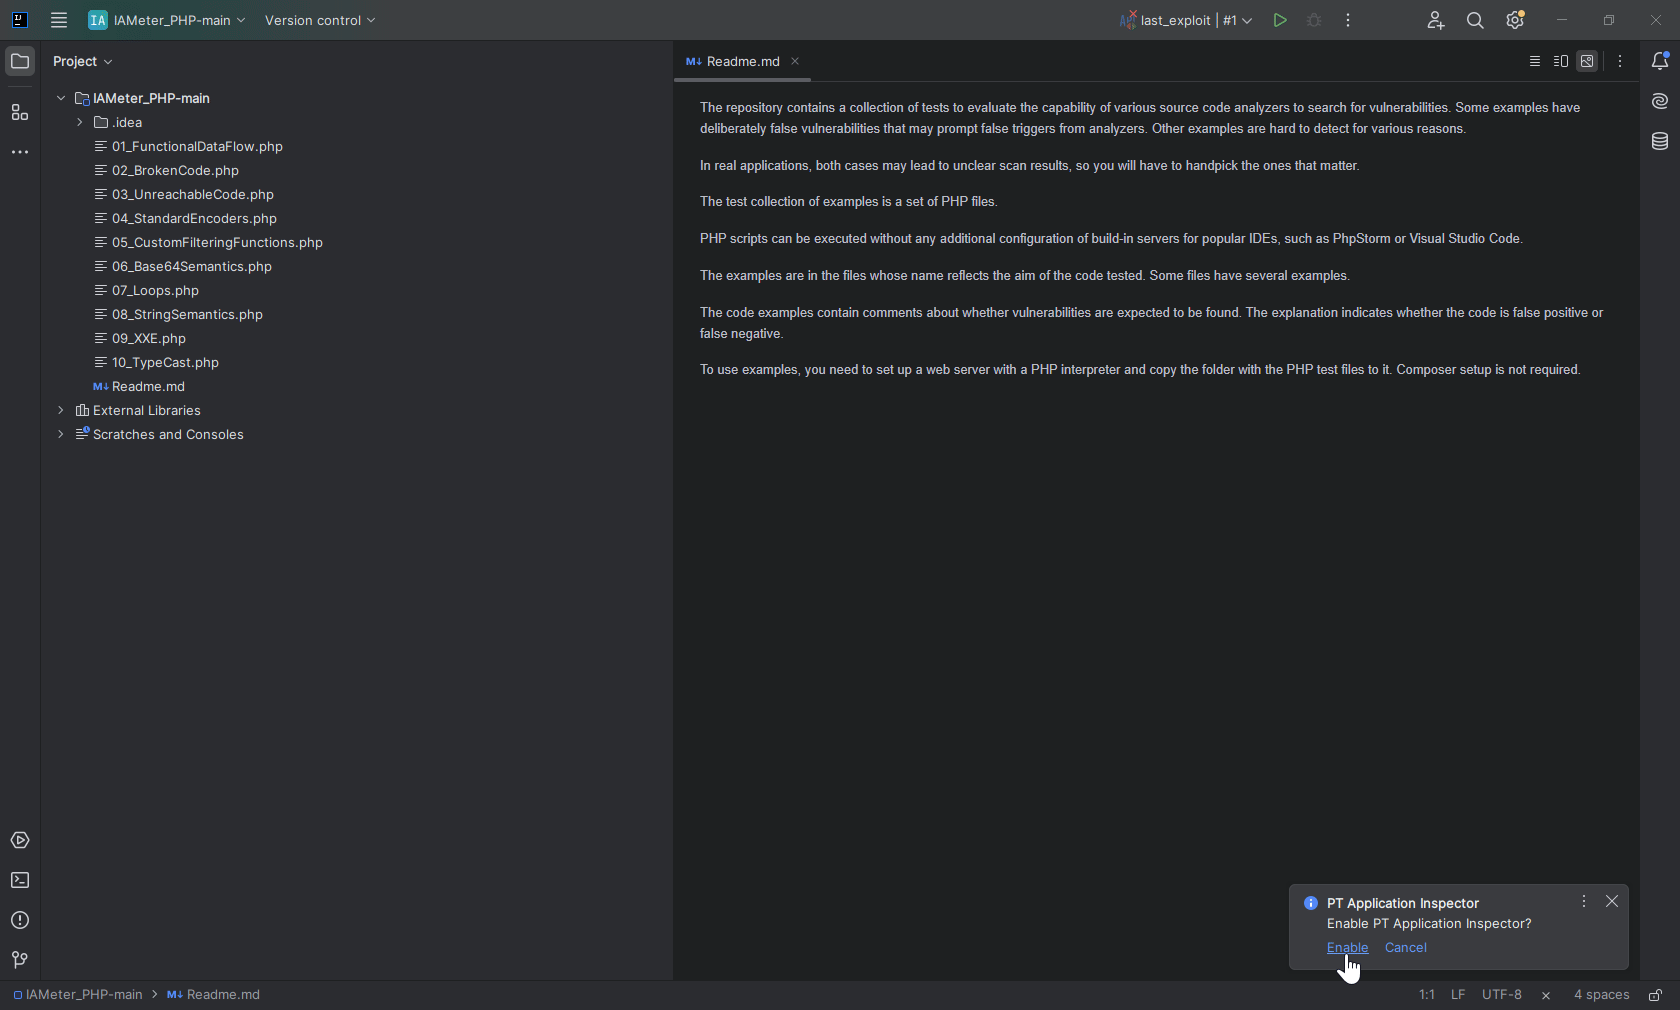 IA IAMeter_PHP-main Version control last_exploit | #1
Project
IAMeter_PHP-main
.idea
01_FunctionalDataFlow.php
02_BrokenCode.php
03_UnreachableCode.php
04_StandardEncoders.php
05_CustomFilteringFunctions.php
06_Base64Semantics.php
07_Loops.php
08_StringSemantics.php
09_XXE.php
10_TypeCast.php
M↓ Readme.md
External Libraries
Scratches and Consoles
M↓ Readme.md
The repository contains a collection of tests to evaluate the capability of various source code analyzers to search for vulnerabilities. Some examples have
deliberately false vulnerabilities that may prompt false triggers from analyzers. Other examples are hard to detect for various reasons.
In real applications, both cases may lead to unclear scan results, so you will have to handpick the ones that matter.
The test collection of examples is a set of PHP files.
PHP scripts can be executed without any additional configuration of build-in servers for popular IDEs, such as PhpStorm or Visual Studio Code.
The examples are in the files whose name reflects the aim of the code tested. Some files have several examples.
The code examples contain comments about whether vulnerabilities are expected to be found. The explanation indicates whether the code is false positive or
false negative.
To use examples, you need to set up a web server with a PHP interpreter and copy the folder with the PHP test files to it. Composer setup is not required.
PT Application Inspector
Enable PT Application Inspector?
Enable Cancel
IAMeter_PHP-main > M↓ Readme.md 1:1 LF UTF-8 4 spaces